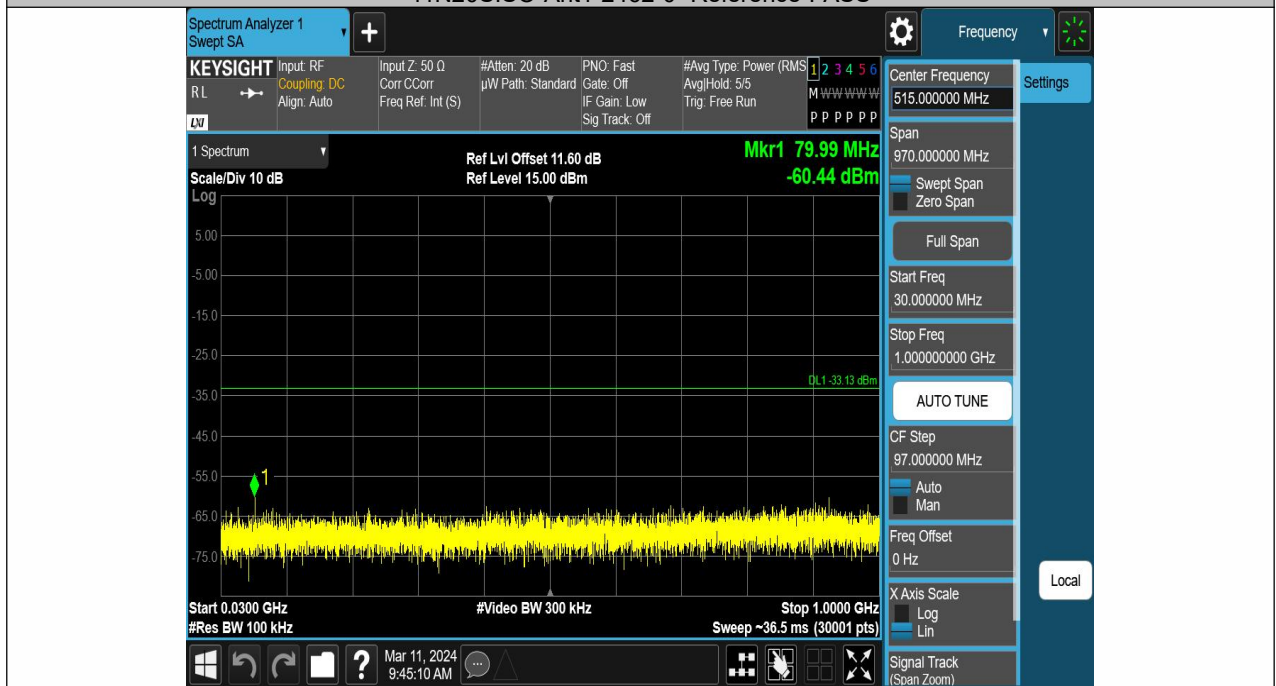 Spectrum Analyzer 1
Swept SA
+
Frequency
KEYSIGHT
RL
LXI
Input: RF
Coupling: DC
Align: Auto
Input Z: 50 Ω
Corr CCorr
Freq Ref: Int (S)
#Atten: 20 dB
µW Path: Standard
PNO: Fast
Gate: Off
IF Gain: Low
Sig Track: Off
#Avg Type: Power (RMS
Avg|Hold: 5/5
Trig: Free Run
1 2 3 4 5 6
M W W W W W
P P P P P P
Center Frequency
515.000000 MHz
Settings
1 Spectrum
Scale/Div 10 dB
Log
Ref Lvl Offset 11.60 dB
Ref Level 15.00 dBm
Mkr1 79.99 MHz
-60.44 dBm
Span
970.000000 MHz
Swept Span
Zero Span
Full Span
Start Freq
30.000000 MHz
Stop Freq
1.000000000 GHz
AUTO TUNE
CF Step
97.000000 MHz
Auto
Man
Freq Offset
0 Hz
X Axis Scale
Log
Lin
Signal Track
(Span Zoom)
Local
5.00
-5.00
-15.0
-25.0
DL1 -33.13 dBm
-35.0
-45.0
-55.0
1
-65.0
-75.0
Start 0.0300 GHz
#Video BW 300 kHz
Stop 1.0000 GHz
#Res BW 100 kHz
Sweep ~36.5 ms (30001 pts)
?
Mar 11, 2024
9:45:10 AM